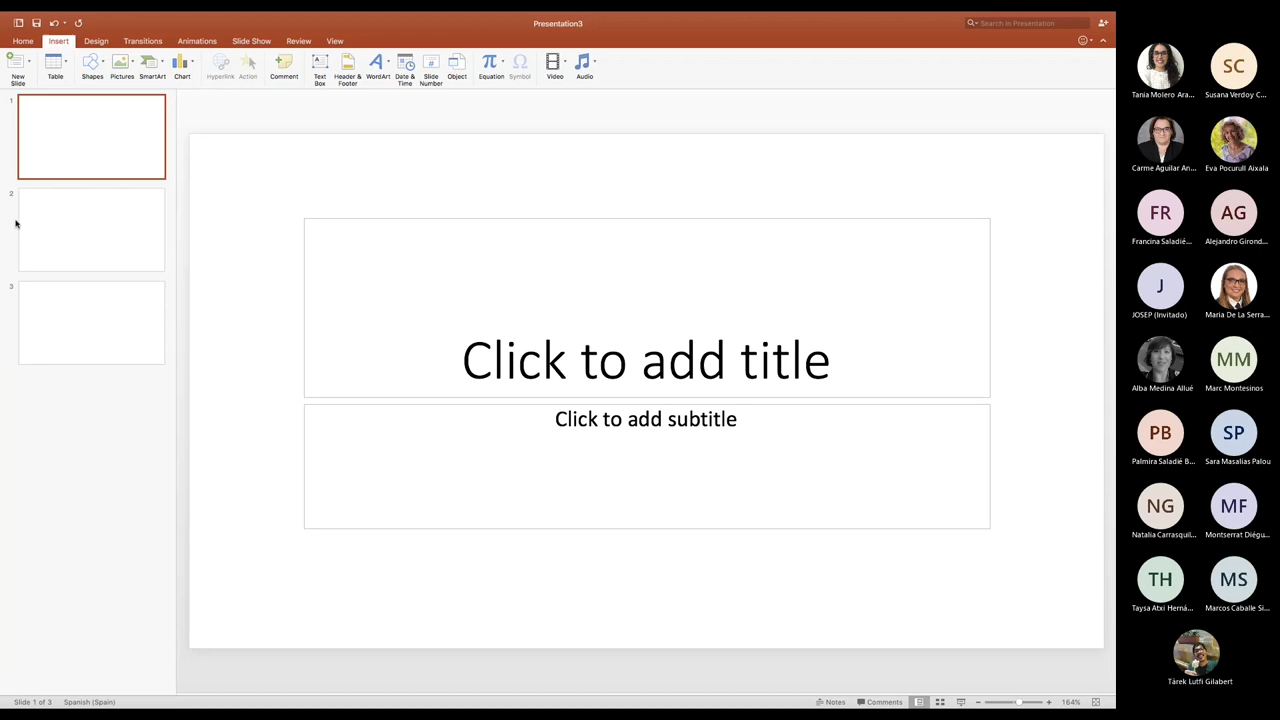 Presentation3
Search in Presentation
Home Insert Design Transitions Animations Slide Show Review View
New Slide
Table
Shapes
Pictures
SmartArt
Chart
Hyperlink
Action
Comment
Text Box
Header & Footer
WordArt
Date & Time
Slide Number
Object
Equation
Symbol
Video
Audio
1
2
3
Click to add title
Click to add subtitle
Slide 1 of 3
Spanish (Spain)
Notes
Comments
164%
Tania Molero Ara...
SC
Susana Verdoy C...
Carme Aguilar An...
Eva Pocurull Aixala
FR
Francina Saladié...
AG
Alejandro Girond...
J
JOSEP (Invitado)
Maria De La Serra...
Alba Medina Allué
MM
Marc Montesinos
PB
Palmira Saladié B...
SP
Sara Masalias Palou
NG
Natalia Carrasquil...
MF
Montserrat Diégu...
TH
Taysa Atxi Herná...
MS
Marcos Caballe Si...
Tàrek Lutfi Gilabert